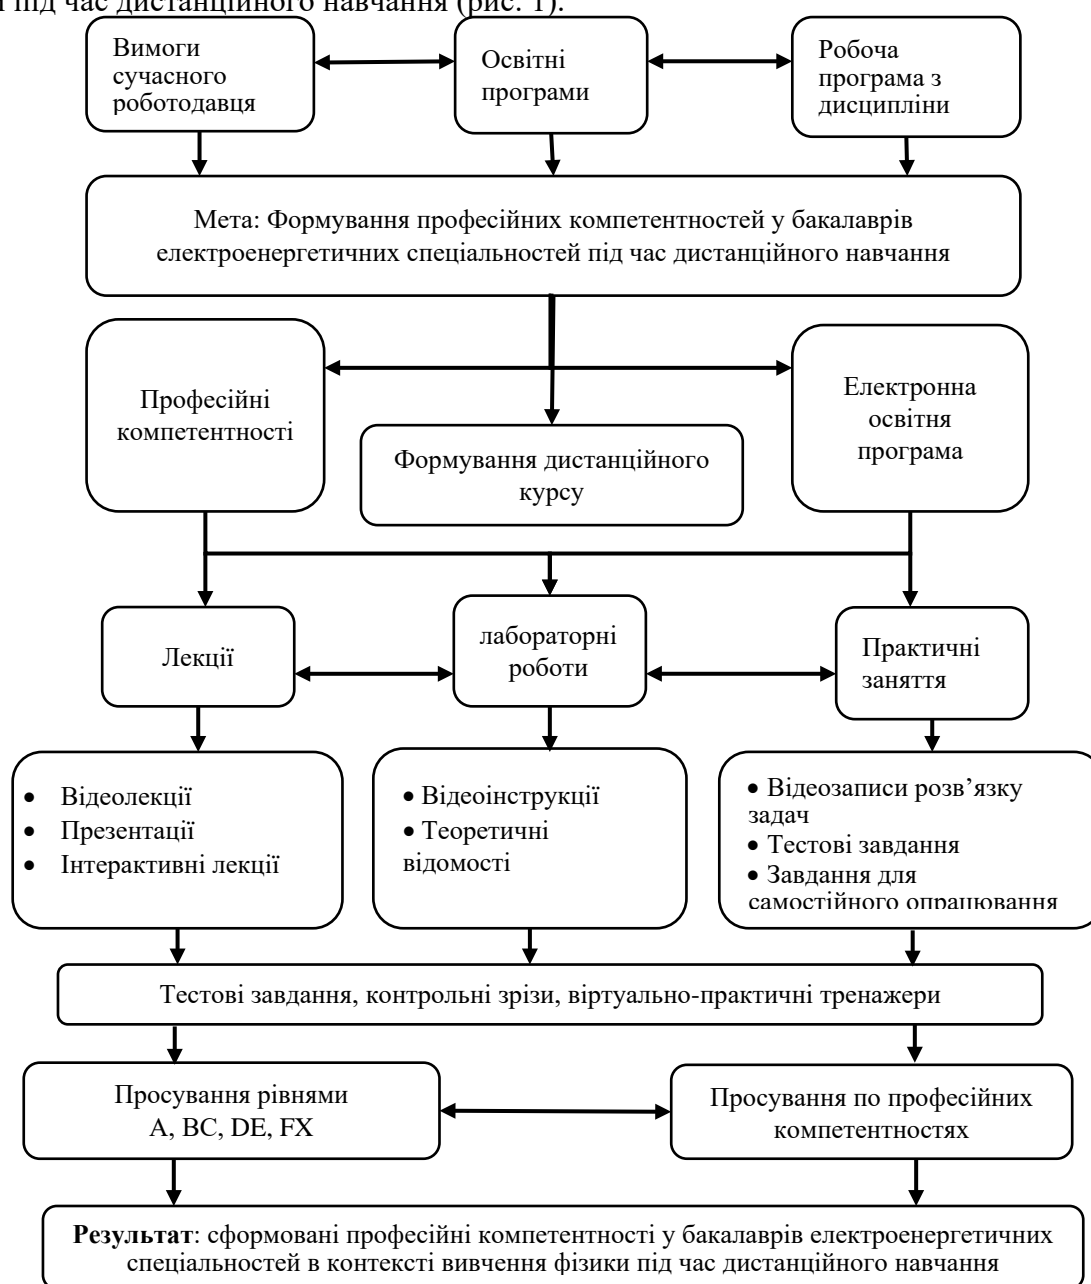 і під час дистанційного навчання (рис. 1).
Вимоги
сучасного
роботодавця
Освітні
програми
Робоча
програма з
дисципліни
Мета: Формування професійних компетентностей у бакалаврів
електроенергетичних спеціальностей під час дистанційного навчання
Професійні
компетентності
Формування дистанційного
курсу
Електронна
освітня
програма
Лекції
лабораторні
роботи
Практичні
заняття
• Відеолекції
• Презентації
• Інтерактивні лекції
• Відеоінструкції
• Теоретичні
відомості
• Відеозаписи розв’язку
задач
• Тестові завдання
• Завдання для
самостійного опрацювання
Тестові завдання, контрольні зрізи, віртуально-практичні тренажери
Просування рівнями
A, BC, DE, FX
Просування по професійних
компетентностях
Результат: сформовані професійні компетентності у бакалаврів електроенергетичних
спеціальностей в контексті вивчення фізики під час дистанційного навчання